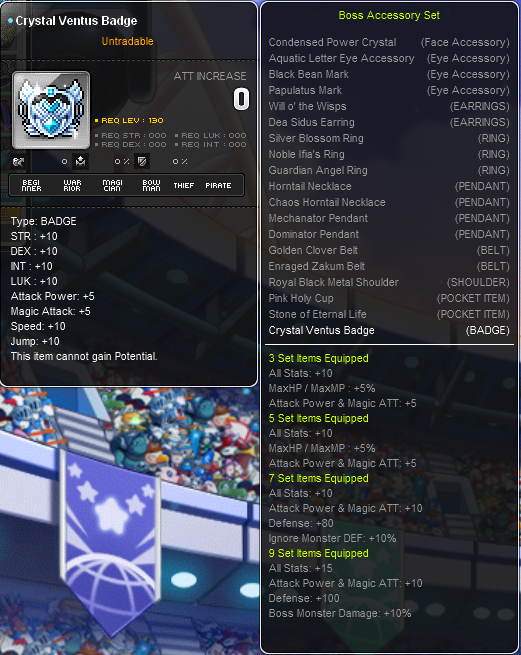 Crystal Ventus Badge
Untradable
ATT INCREASE
0
REQ LEV : 130
REQ STR : 000
REQ LUK : 000
REQ DEX : 000
REQ INT : 000
0
0 %
0 %
BEGINNER
WARRIOR
MAGICIAN
BOWMAN
THIEF
PIRATE
Type: BADGE
STR : +10
DEX : +10
INT : +10
LUK : +10
Attack Power: +5
Magic Attack: +5
Speed: +10
Jump: +10
This item cannot gain Potential.
Boss Accessory Set
Condensed Power Crystal (Face Accessory)
Aquatic Letter Eye Accessory (Eye Accessory)
Black Bean Mark (Eye Accessory)
Papulatus Mark (Eye Accessory)
Will o' the Wisps (EARRINGS)
Dea Sidus Earring (EARRINGS)
Silver Blossom Ring (RING)
Noble Ifia's Ring (RING)
Guardian Angel Ring (RING)
Horntail Necklace (PENDANT)
Chaos Horntail Necklace (PENDANT)
Mechanator Pendant (PENDANT)
Dominator Pendant (PENDANT)
Golden Clover Belt (BELT)
Enraged Zakum Belt (BELT)
Royal Black Metal Shoulder (SHOULDER)
Pink Holy Cup (POCKET ITEM)
Stone of Eternal Life (POCKET ITEM)
Crystal Ventus Badge (BADGE)
3 Set Items Equipped
All Stats: +10
MaxHP / MaxMP : +5%
Attack Power & Magic ATT: +5
5 Set Items Equipped
All Stats: +10
MaxHP / MaxMP : +5%
Attack Power & Magic ATT: +5
7 Set Items Equipped
All Stats: +10
Attack Power & Magic ATT: +10
Defense: +80
Ignore Monster DEF: +10%
9 Set Items Equipped
All Stats: +15
Attack Power & Magic ATT: +10
Defense: +100
Boss Monster Damage: +10%